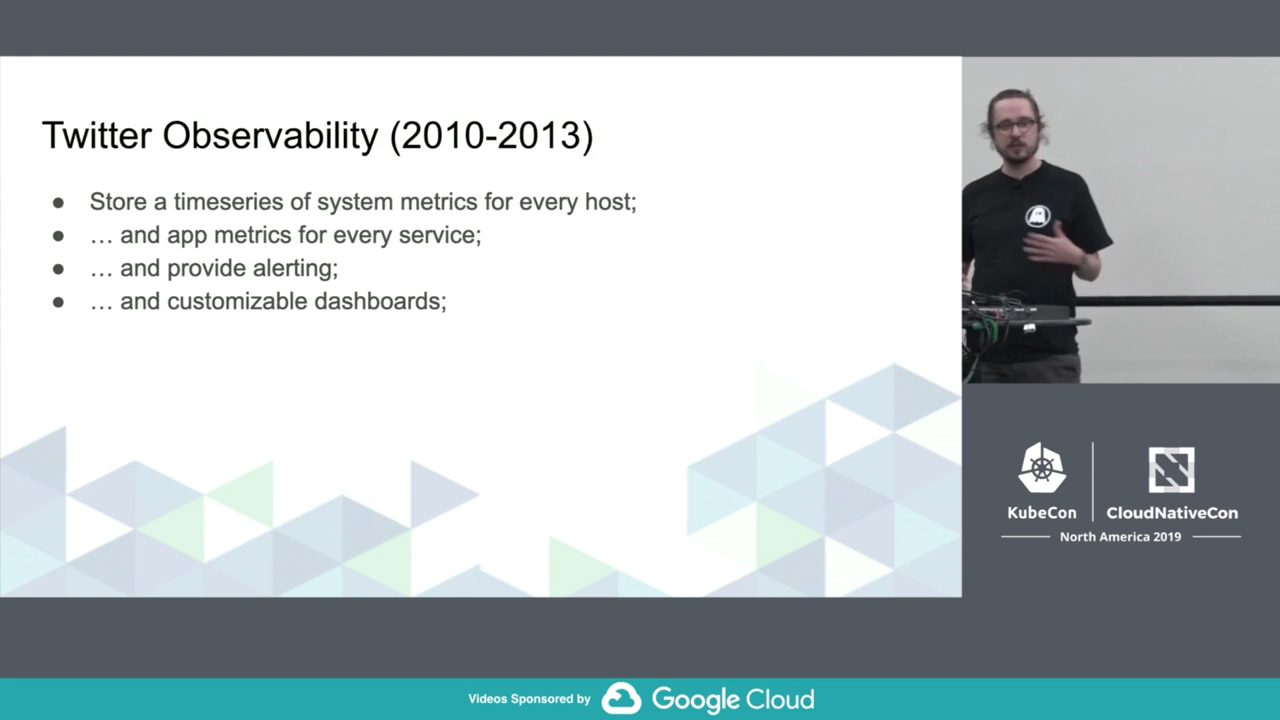 Twitter Observability (2010-2013)
● Store a timeseries of system metrics for every host;
● … and app metrics for every service;
● … and provide alerting;
● … and customizable dashboards;
KubeCon
CloudNativeCon
North America 2019
Videos Sponsored by Google Cloud